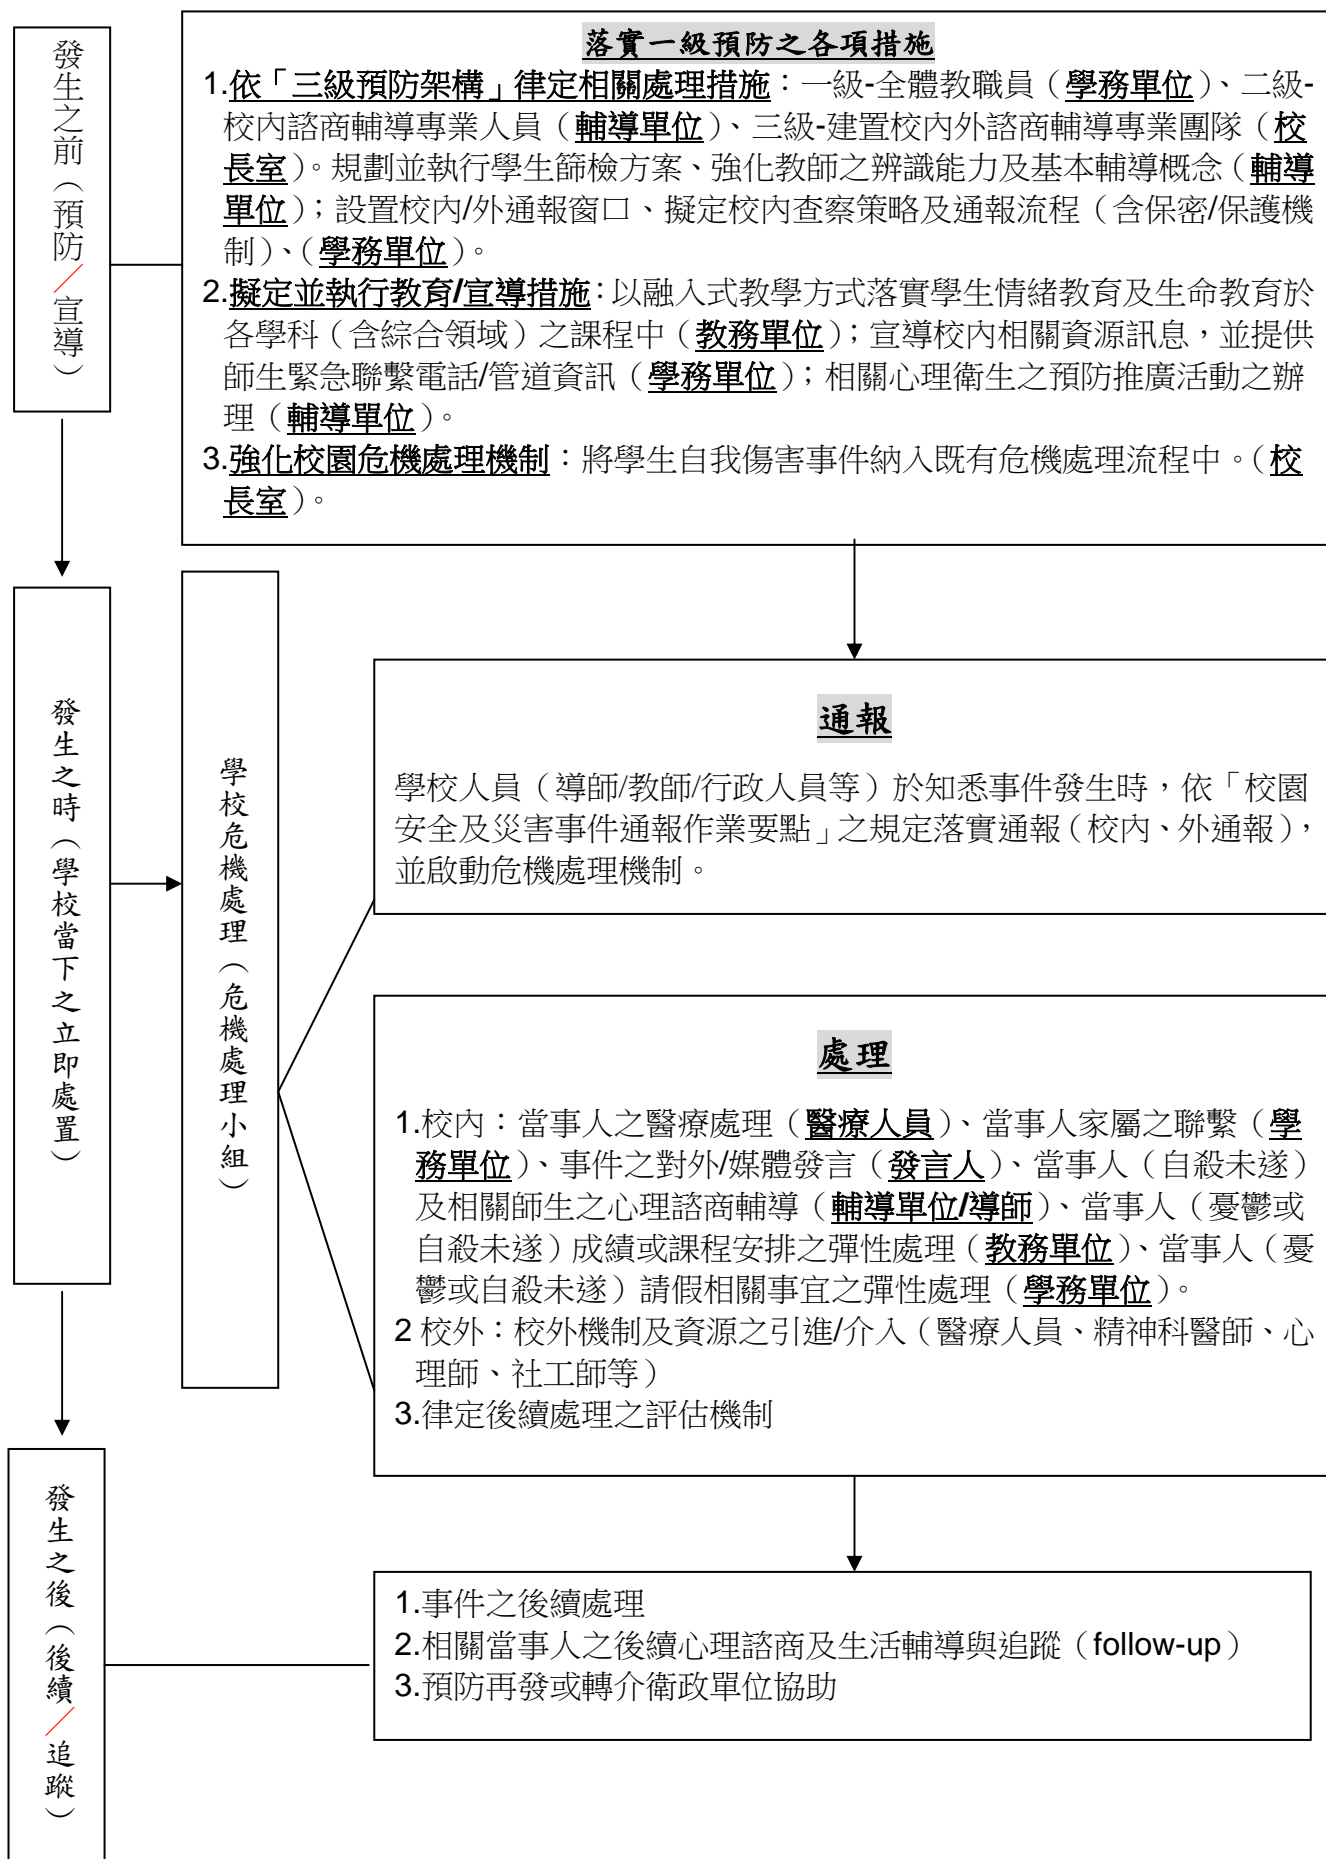 發生之前（預防／宣導）
落實一級預防之各項措施
1.依「三級預防架構」律定相關處理措施：一級-全體教職員（學務單位）、二級-
校內諮商輔導專業人員（輔導單位）、三級-建置校內外諮商輔導專業團隊（校
長室）。規劃並執行學生篩檢方案、強化教師之辨識能力及基本輔導概念（輔導
單位）；設置校內/外通報窗口、擬定校內查察策略及通報流程（含保密/保護機
制）、（學務單位）。
2.擬定並執行教育/宣導措施：以融入式教學方式落實學生情緒教育及生命教育於
各學科（含綜合領域）之課程中（教務單位）；宣導校內相關資源訊息，並提供
師生緊急聯繫電話/管道資訊（學務單位）；相關心理衛生之預防推廣活動之辦
理（輔導單位）。
3.強化校園危機處理機制：將學生自我傷害事件納入既有危機處理流程中。（校
長室）。
發生之時（學校當下之立即處置）
學校危機處理（危機處理小組）
通報
學校人員（導師/教師/行政人員等）於知悉事件發生時，依「校園
安全及災害事件通報作業要點」之規定落實通報（校內、外通報），
並啟動危機處理機制。
處理
1.校內：當事人之醫療處理（醫療人員）、當事人家屬之聯繫（學
務單位）、事件之對外/媒體發言（發言人）、當事人（自殺未遂）
及相關師生之心理諮商輔導（輔導單位/導師）、當事人（憂鬱或
自殺未遂）成績或課程安排之彈性處理（教務單位）、當事人（憂
鬱或自殺未遂）請假相關事宜之彈性處理（學務單位）。
2 校外：校外機制及資源之引進/介入（醫療人員、精神科醫師、心
理師、社工師等）
3.律定後續處理之評估機制
發生之後（後續／追蹤）
1.事件之後續處理
2.相關當事人之後續心理諮商及生活輔導與追蹤（follow-up）
3.預防再發或轉介衛政單位協助